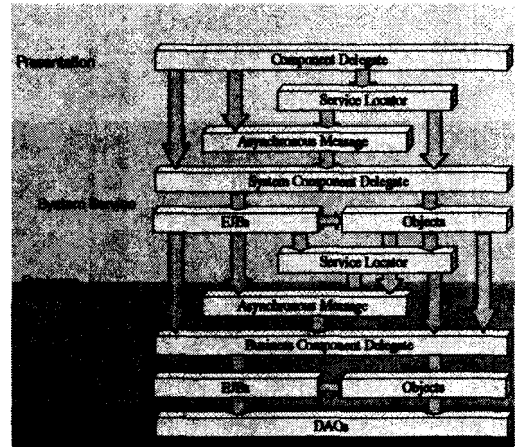 Presentation
Component Delegate
Service Locator
Asynchronous Message
System Component Delegate
System Service
EJBs
Objects
Service Locator
Asynchronous Message
Business Component Delegate
EJBs
Objects
DAOs